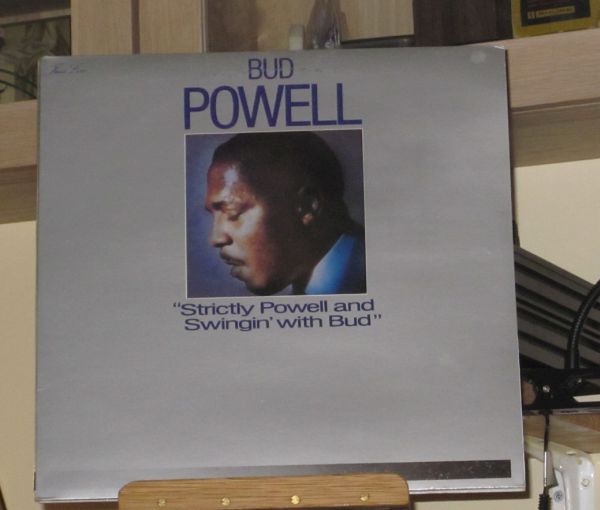 BUD
POWELL
“Strictly Powell and
Swingin’ with Bud”